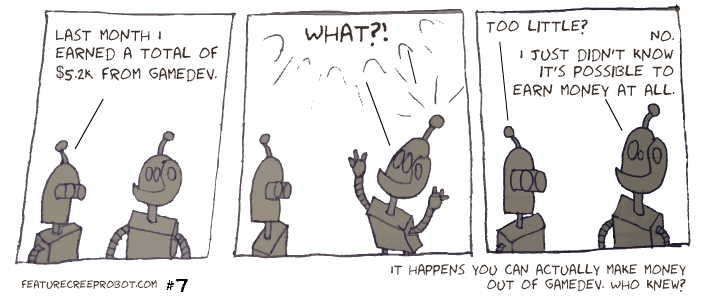 LAST MONTH I
EARNED A TOTAL OF
$5.2K FROM GAMEDEV.
WHAT?!
TOO LITTLE?
NO.
I JUST DIDN'T KNOW
IT'S POSSIBLE TO
EARN MONEY AT ALL.
FEATURECREEPROBOT.COM #7
IT HAPPENS YOU CAN ACTUALLY MAKE MONEY
OUT OF GAMEDEV. WHO KNEW?